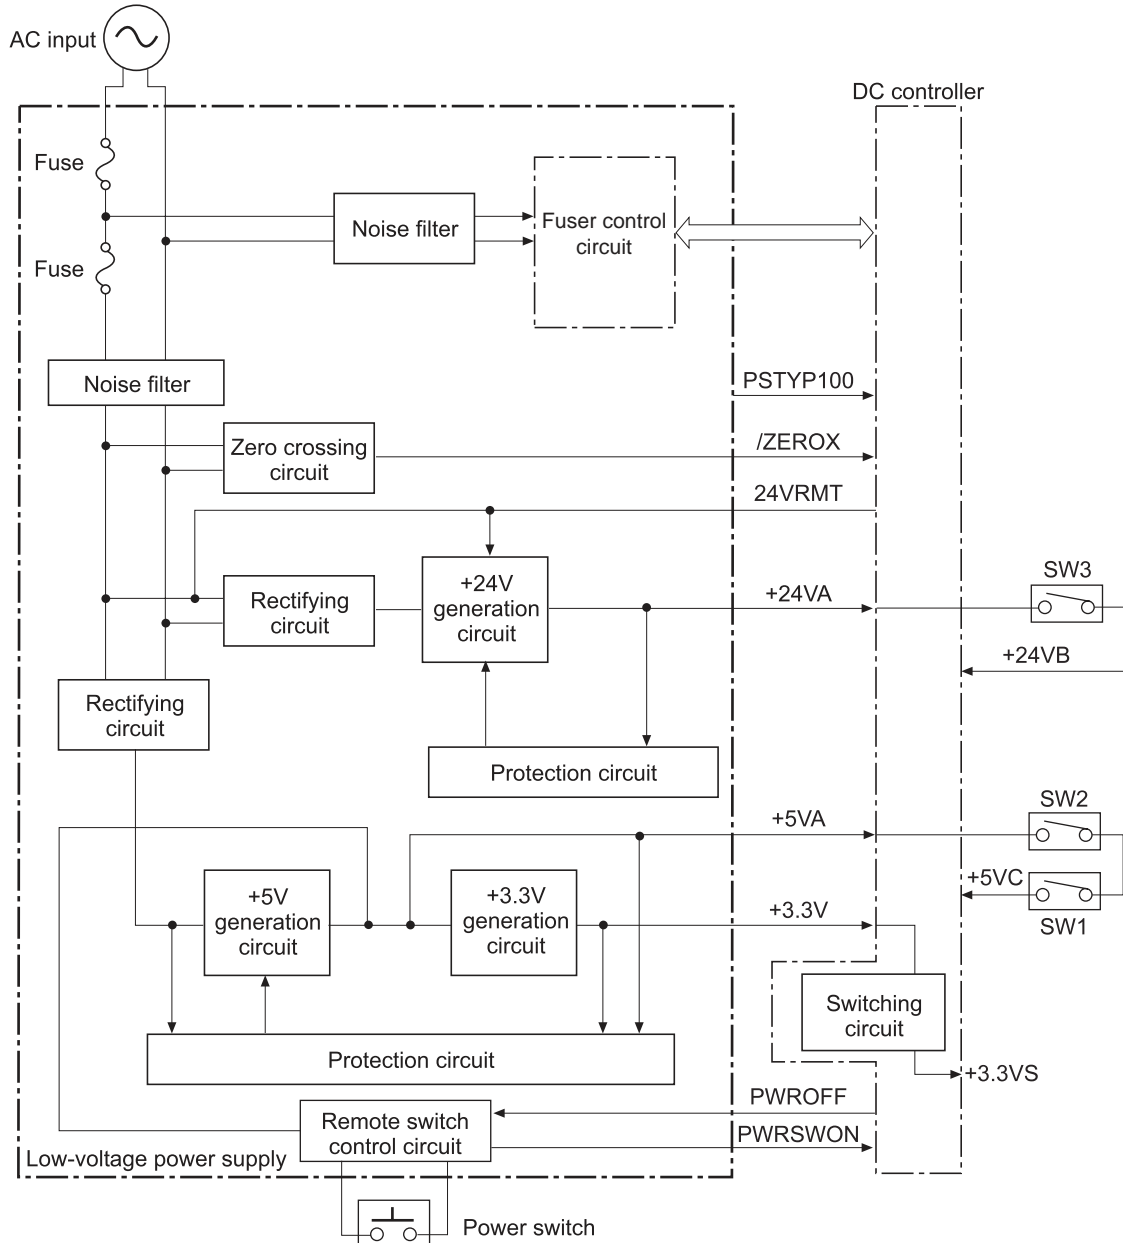 AC input
DC controller
Fuse
Noise filter
Fuser control
circuit
Fuse
Noise filter
PSTYP100
Zero crossing
circuit
/ZEROX
24VRMT
Rectifying
circuit
+24V
generation
circuit
+24VA
SW3
+24VB
Rectifying
circuit
Protection circuit
+5VA
SW2
+5V
generation
circuit
+3.3V
generation
circuit
+3.3V
+5VC
SW1
Switching
circuit
Protection circuit
+3.3VS
PWROFF
Remote switch
control circuit
PWRSWON
Low-voltage power supply
Power switch